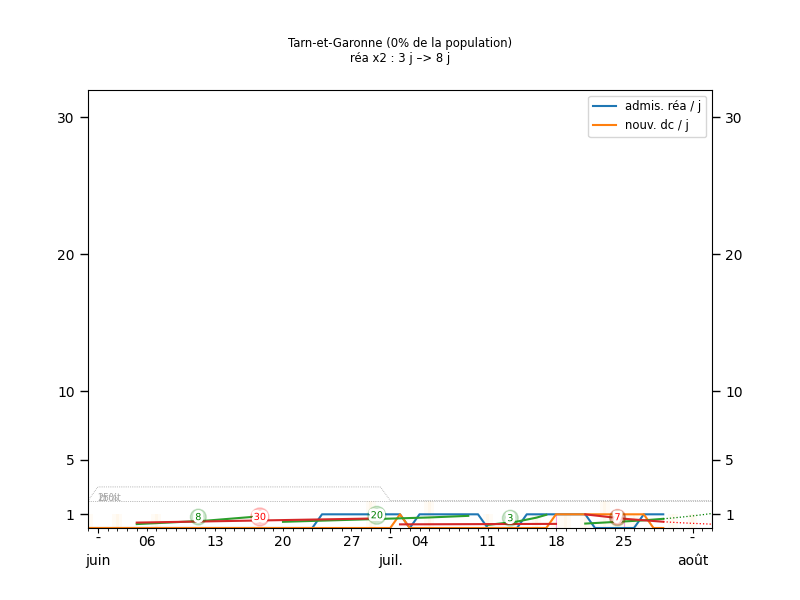 Tarn-et-Garonne (0% de la population)
réa x2 : 3 j –> 8 j
admis. réa / j
nouv. dc / j
30 30
20 20
10 10
5 5
1 1
8 30 20 3 7
- 06 13 20 27 - 04 11 18 25 -
juin juil. août